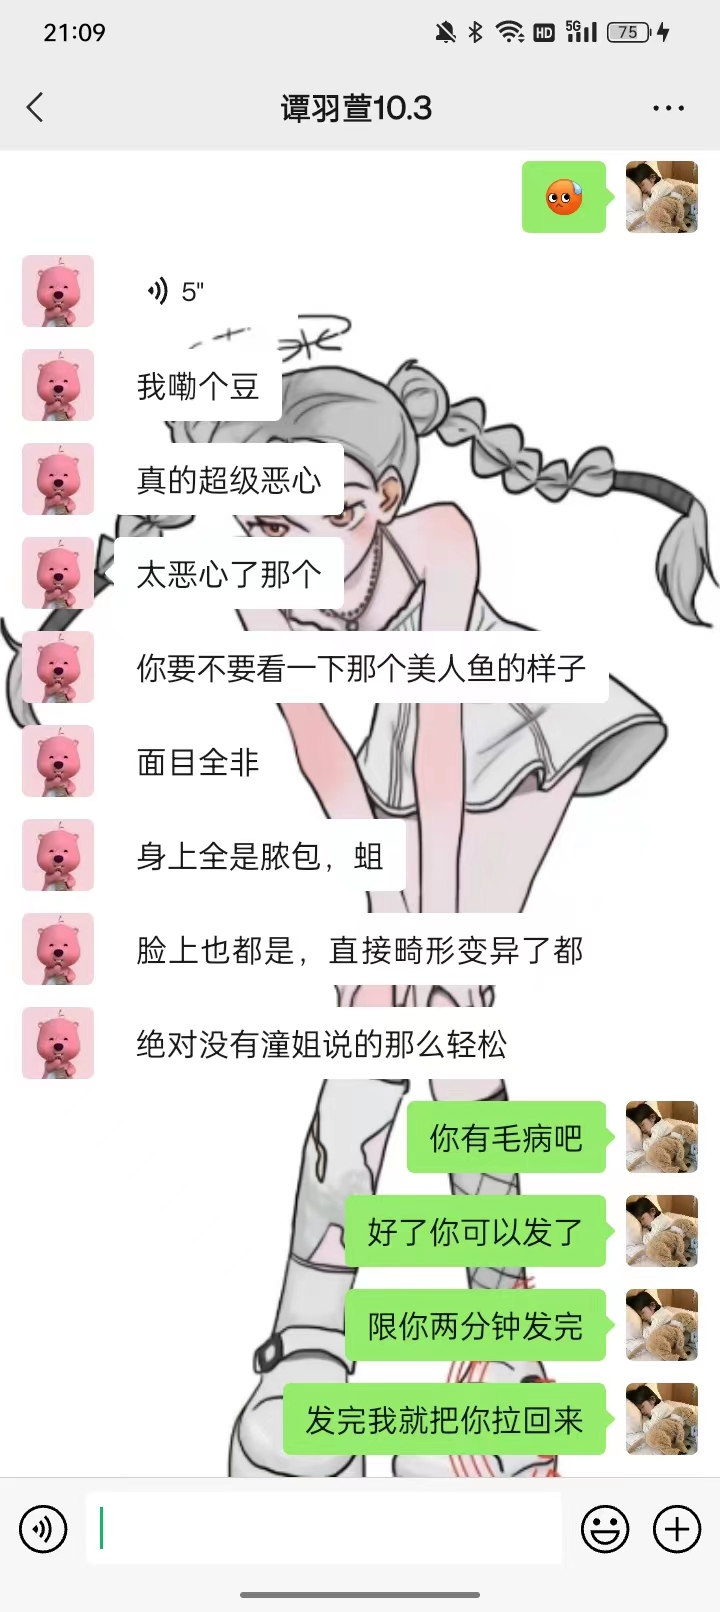 21:09
HD
5G
75
谭羽萱10.3
5"
我嘞个豆
真的超级恶心
太恶心了那个
你要不要看一下那个美人鱼的样子
面目全非
身上全是脓包，蛆
脸上也都是，直接畸形变异了都
绝对没有潼姐说的那么轻松
你有毛病吧
好了你可以发了
限你两分钟发完
发完我就把你拉回来